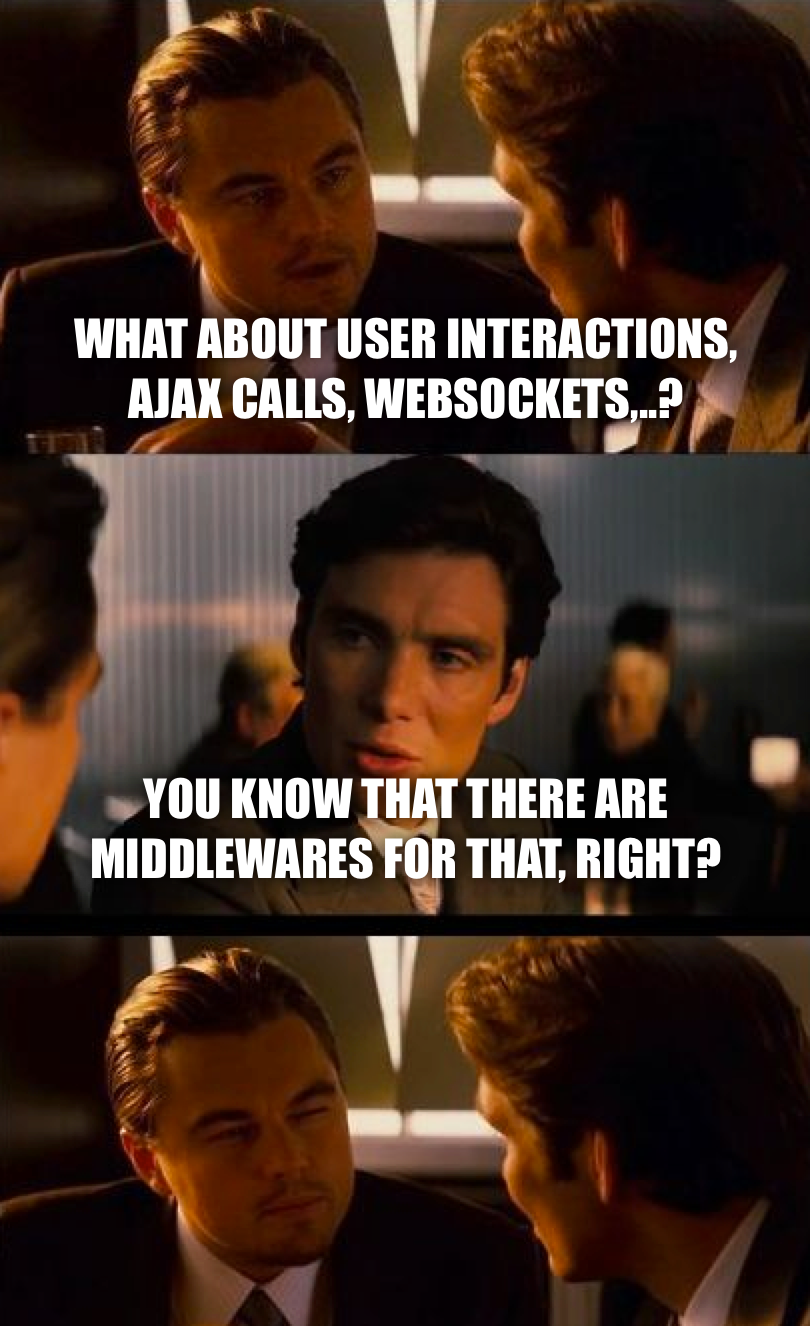 WHAT ABOUT USER INTERACTIONS,
AJAX CALLS, WEBSOCKETS,..?
YOU KNOW THAT THERE ARE
MIDDLEWARES FOR THAT, RIGHT?